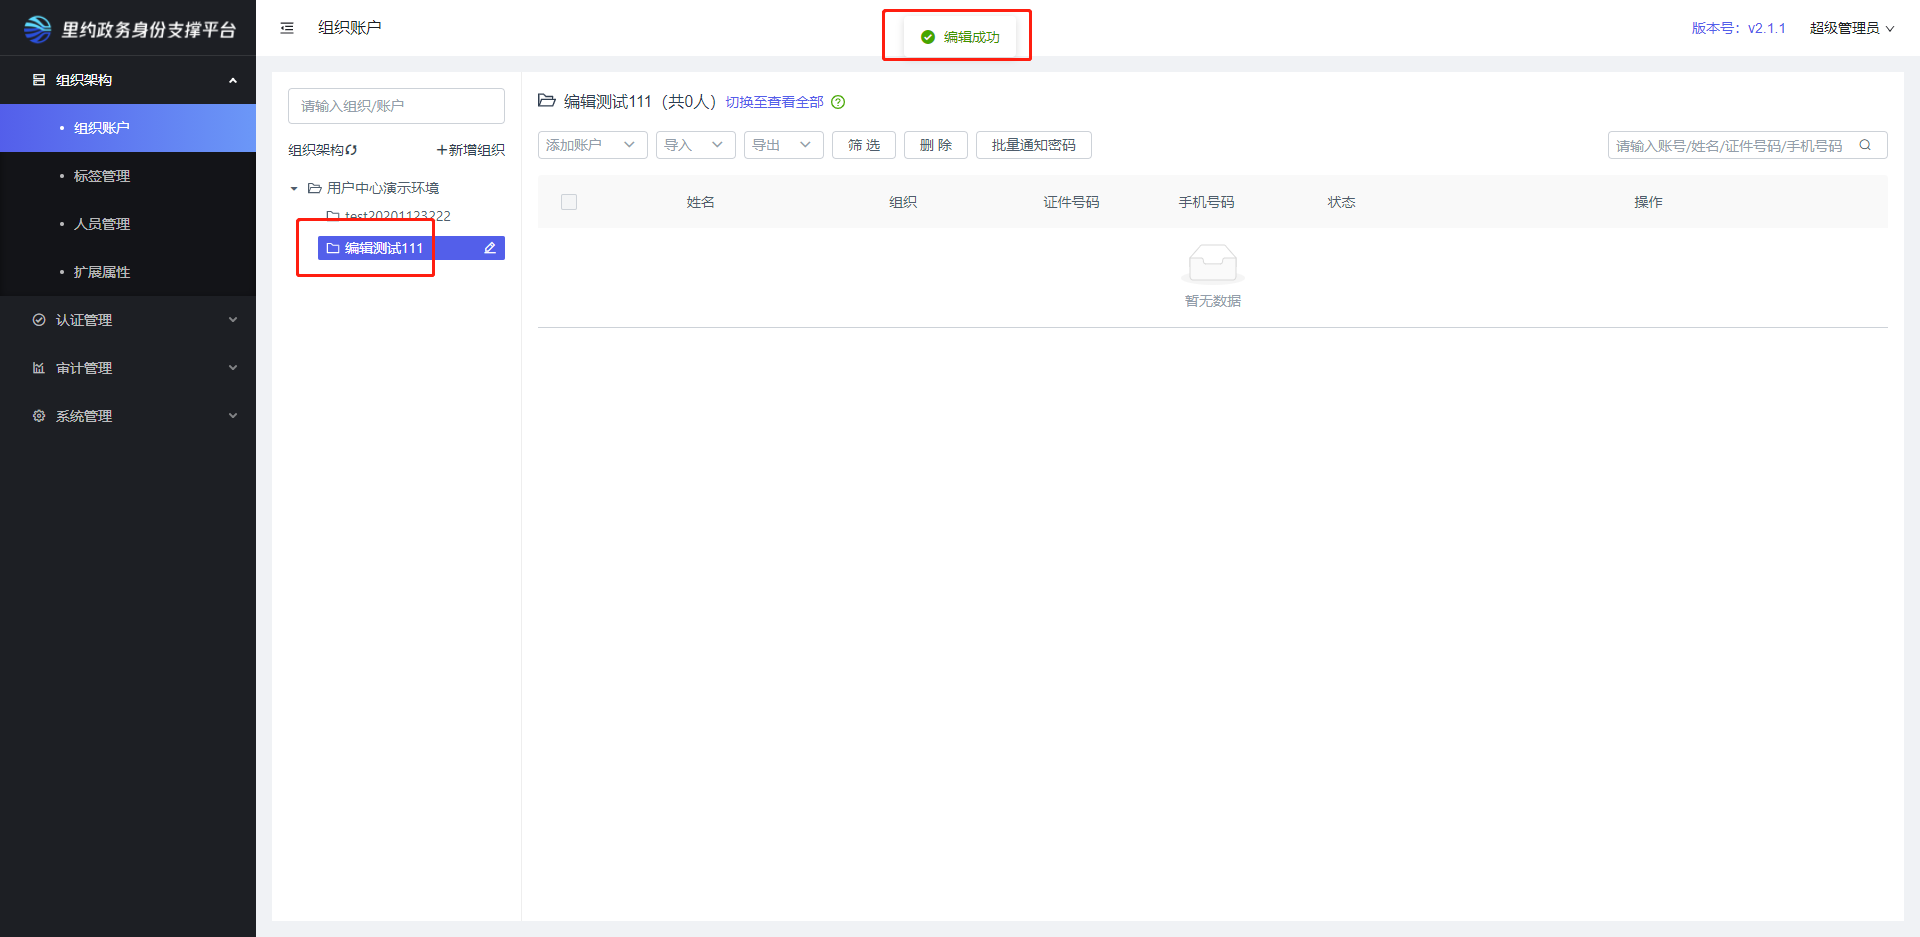 里约政务身份支撑平台
组织账户
编辑成功
版本号：v2.1.1
超级管理员
组织架构
组织账户
标签管理
人员管理
扩展属性
认证管理
审计管理
系统管理
请输入组织/账户
组织架构
+新增组织
用户中心演示环境
test20201123222
编辑测试111
编辑测试111（共0人）
切换至查看全部
添加账户
导入
导出
筛 选
删 除
批量通知密码
请输入账号/姓名/证件号码/手机号码
姓名
组织
证件号码
手机号码
状态
操作
暂无数据